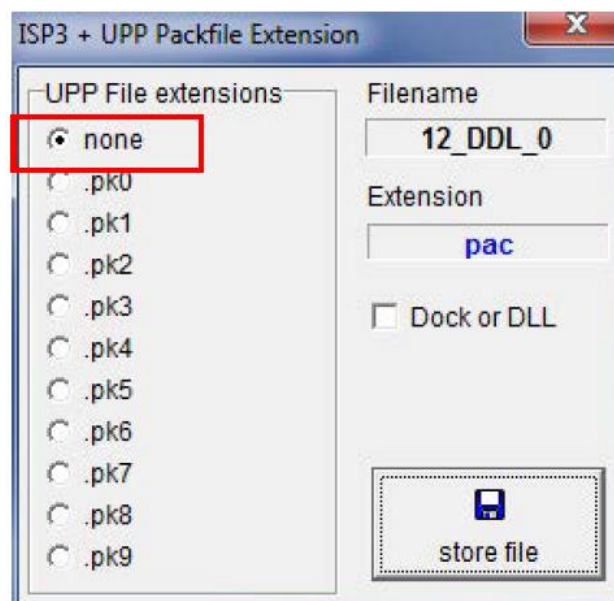 ISP3 + UPP Packfile Extension
UPP File extensions
none
.pk0
.pk1
.pk2
.pk3
.pk4
.pk5
.pk6
.pk7
.pk8
.pk9
Filename
12_DDL_0
Extension
pac
Dock or DLL
store file